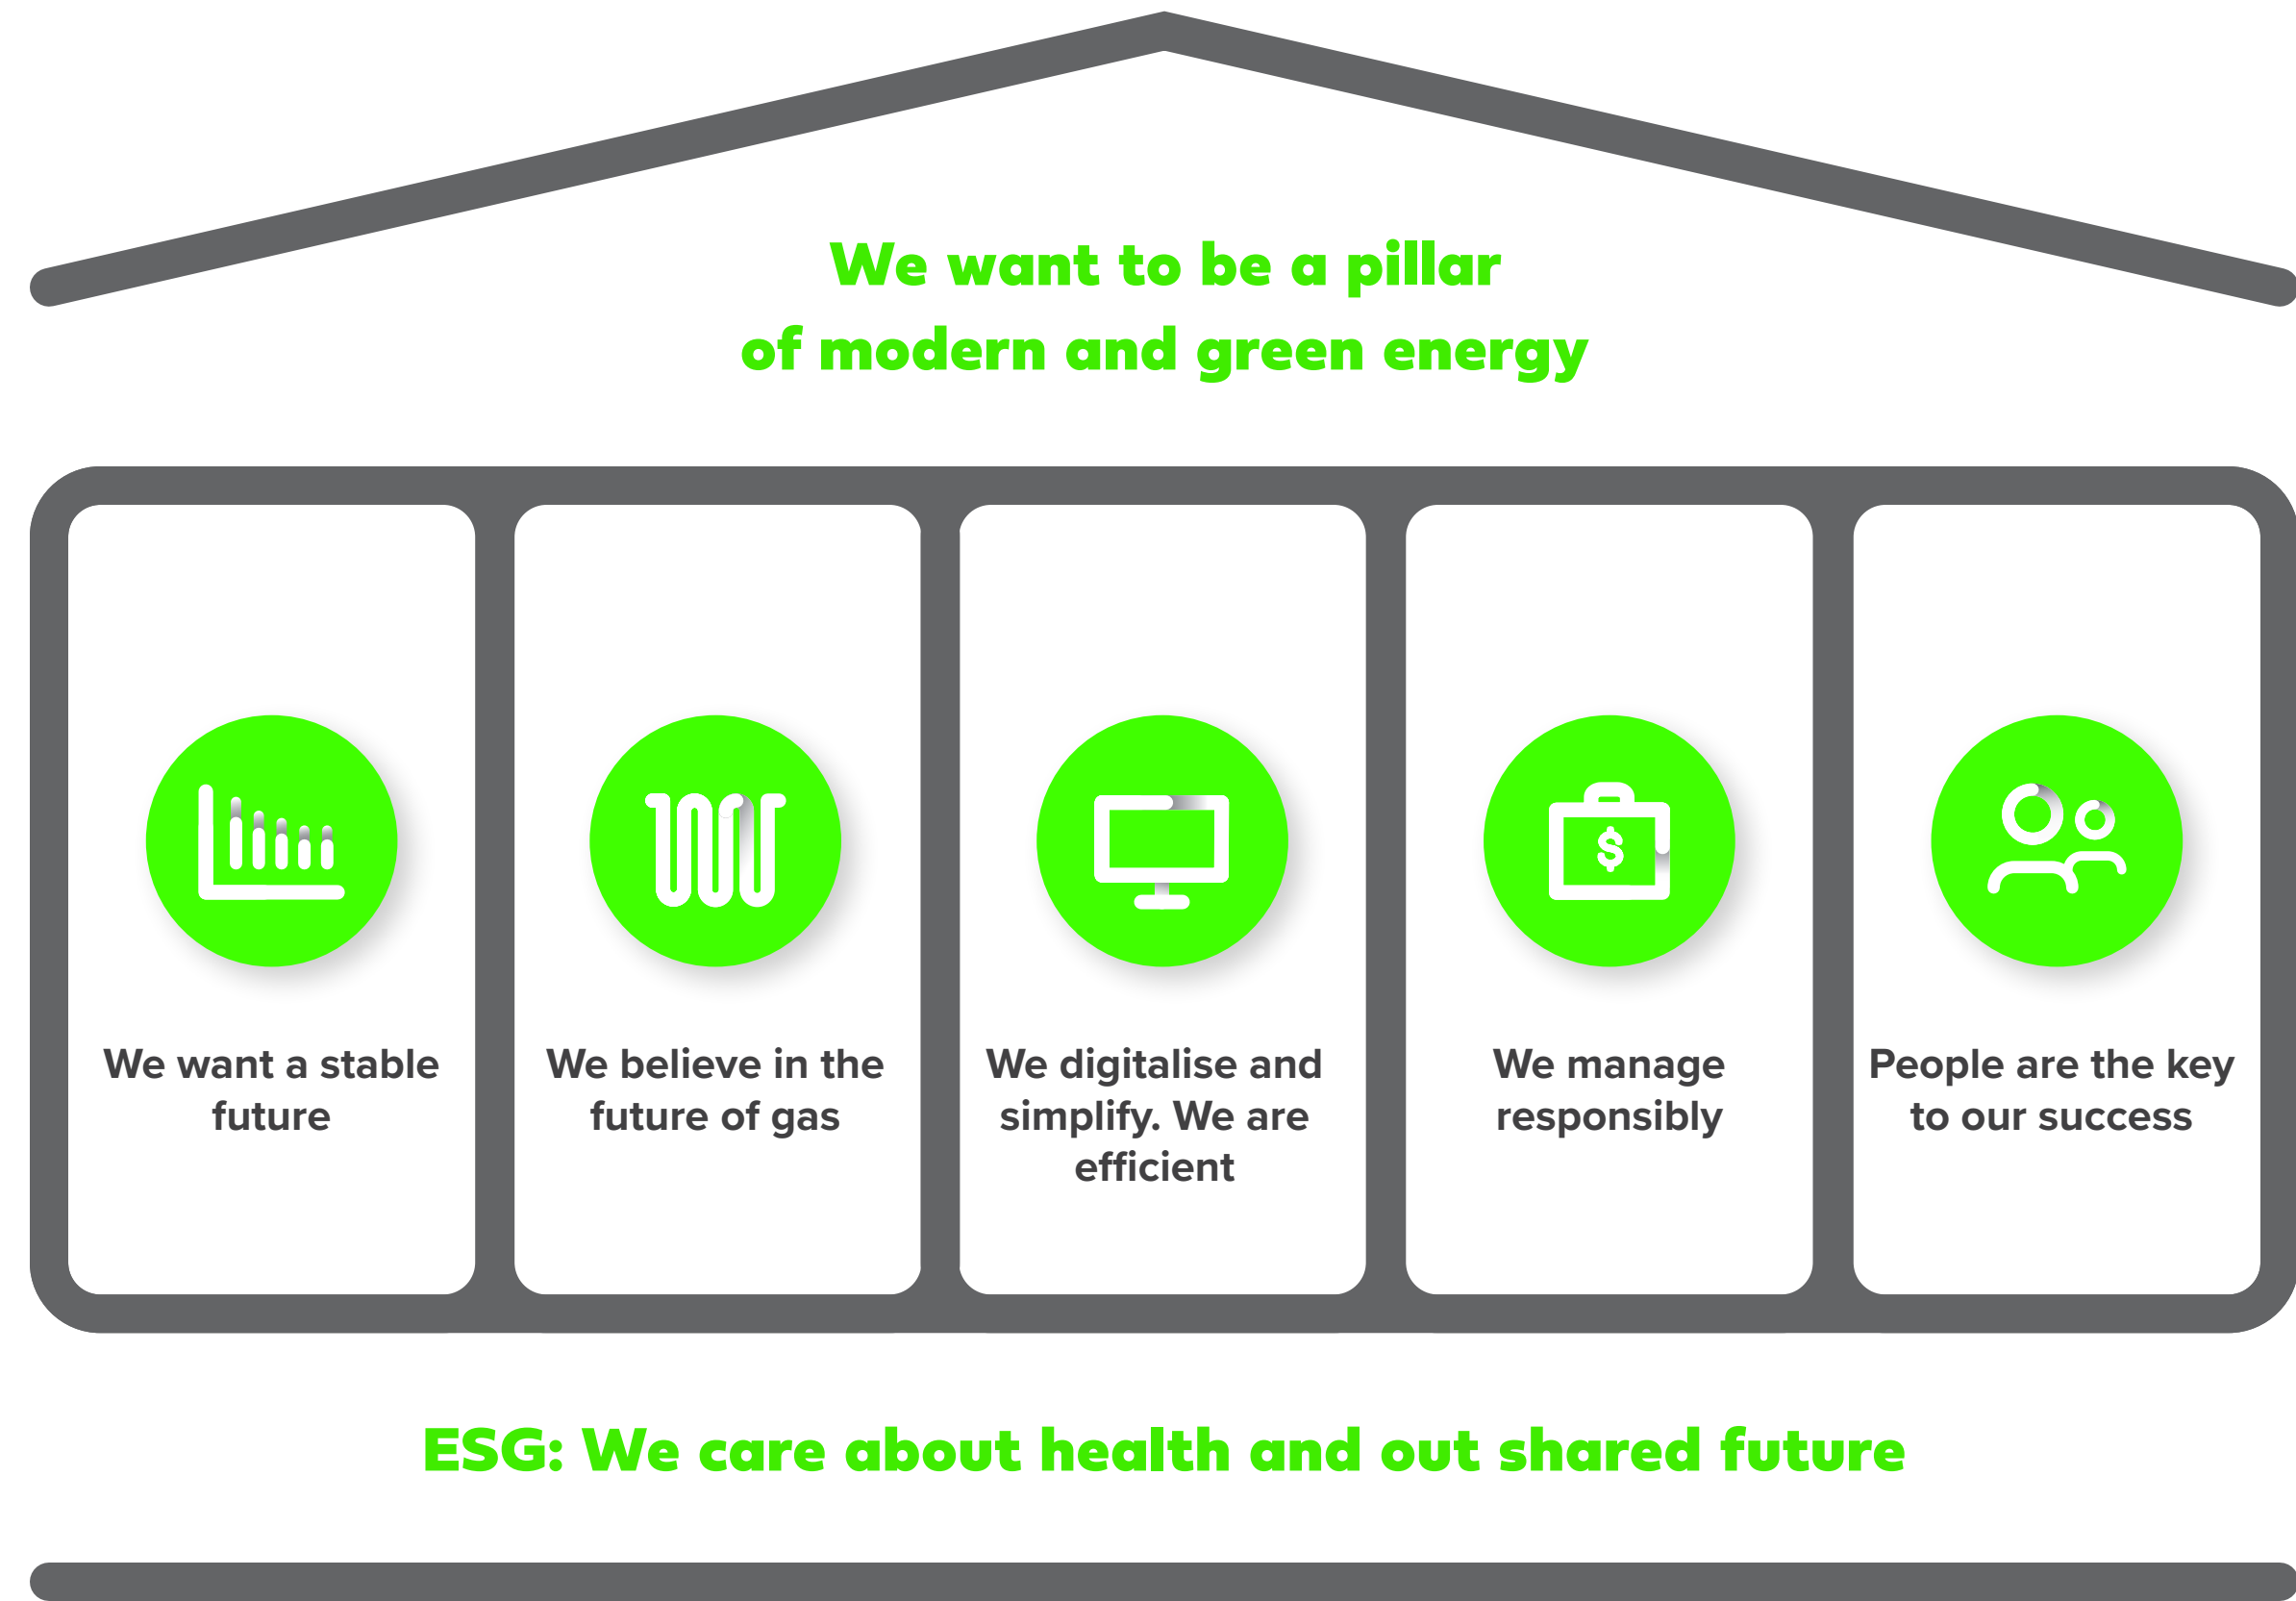 We want to be a pillar
of modern and green energy
We want a stable
future
We believe in the
future of gas
We digitalise and
simplify. We are
efficient
$
We manage
responsibly
People are the key
to our success
ESG: We care about health and out shared future